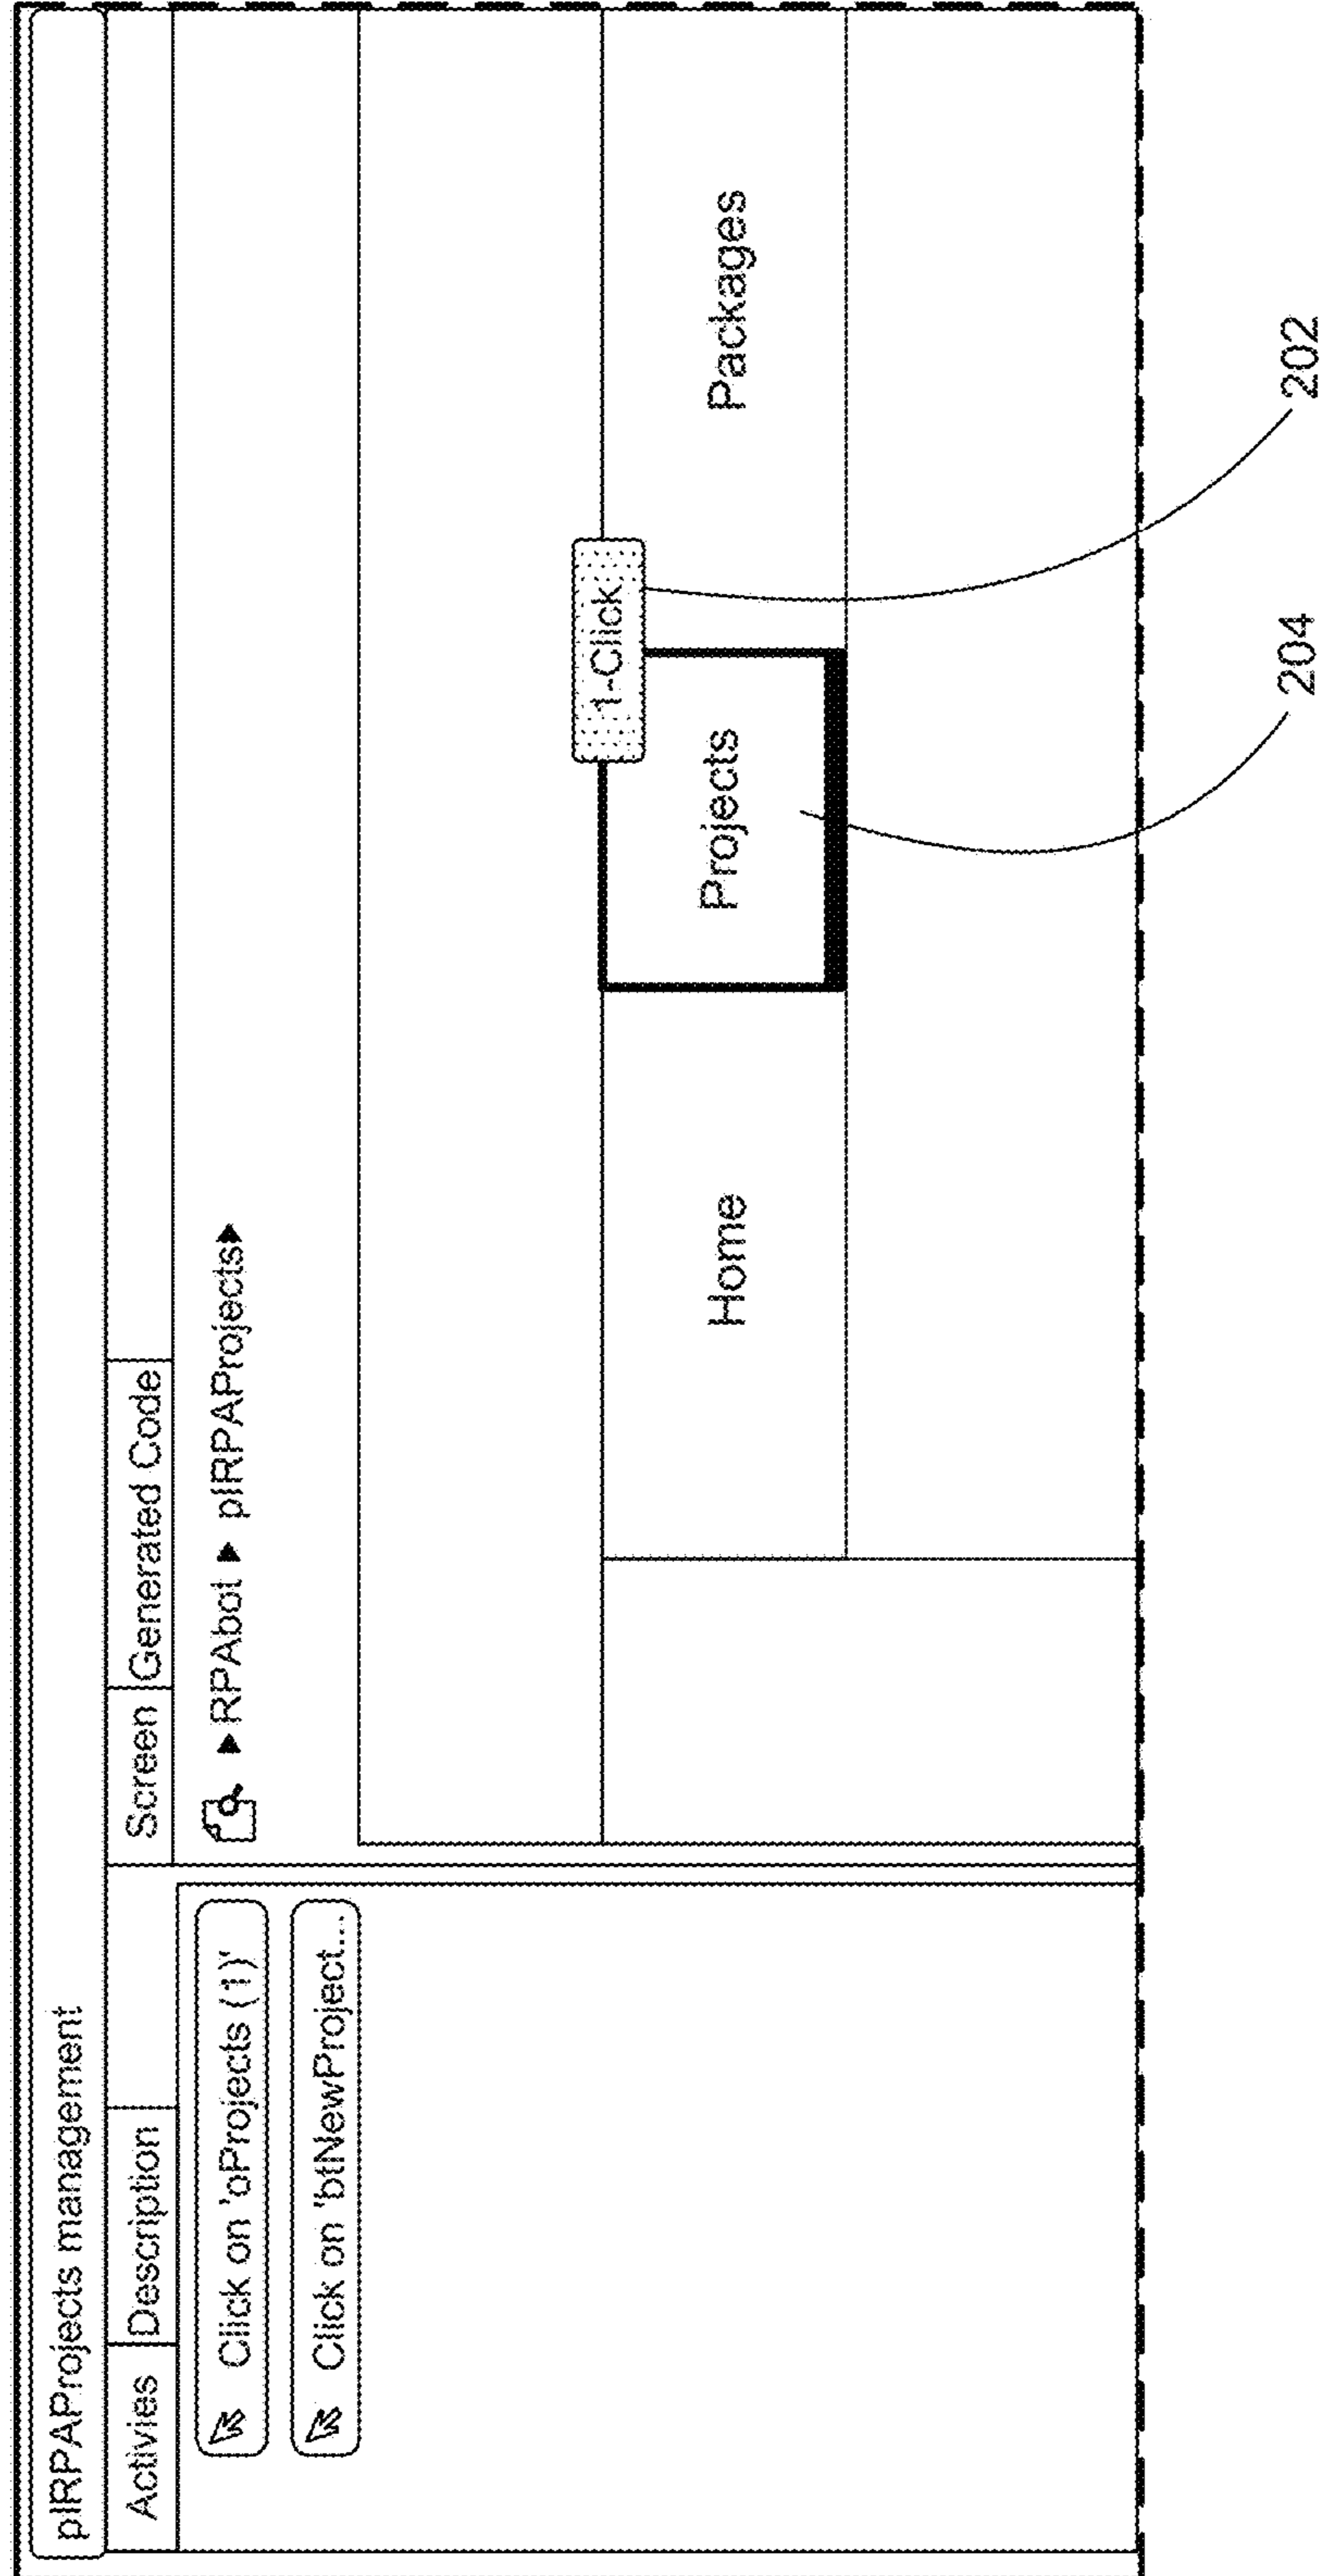 pIRPAProjects management
Activies Description
Screen Generated Code
Click on 'oProjects (1)'
Click on 'btNewProject...
▸RPAbot ▸ pIRPAProjects▸
1-Click
Home Projects Packages
204
202